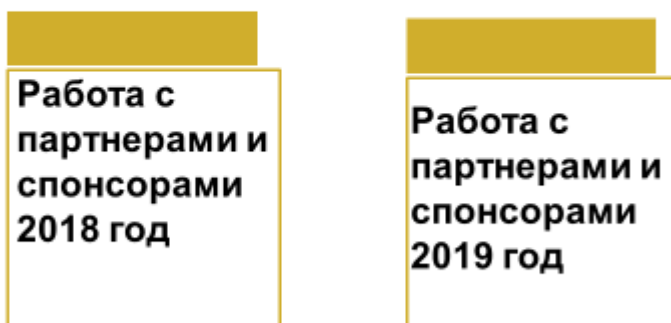 Работа с
партнерами и
спонсорами
2018 год
Работа с
партнерами и
спонсорами
2019 год